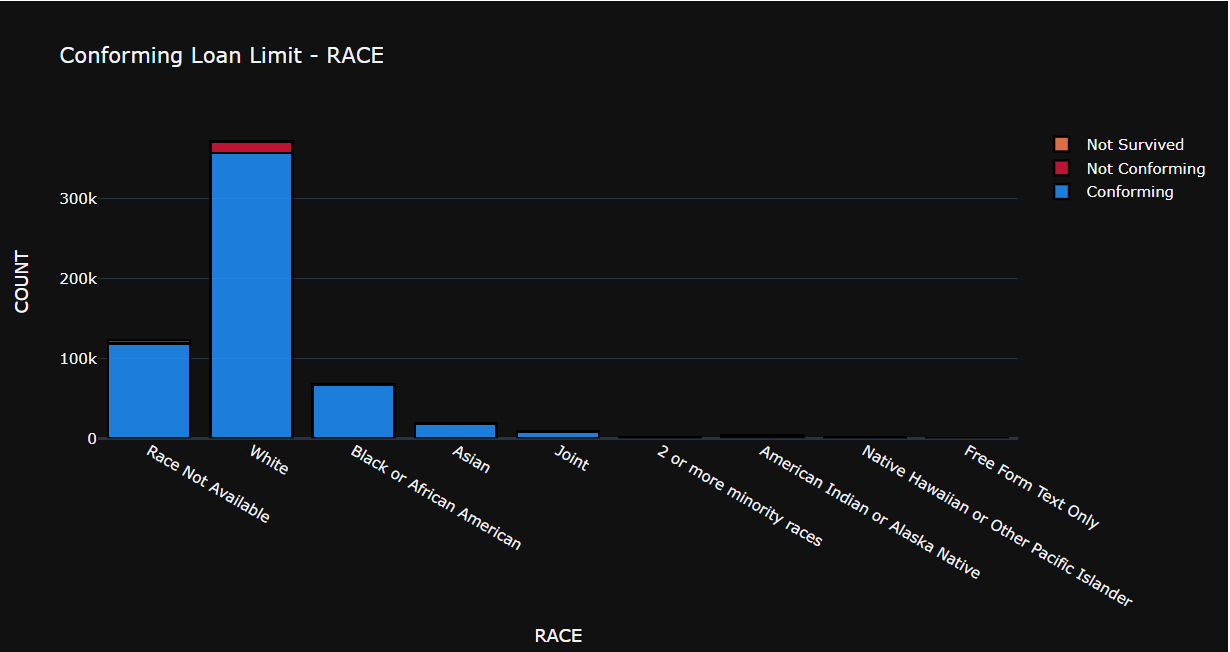 Conforming Loan Limit - RACE
Not Survived
Not Conforming
Conforming
COUNT
300k
200k
100k
0
Race Not Available
White
Black or African American
Asian
Joint
2 or more minority races
American Indian or Alaska Native
Native Hawaiian or Other Pacific Islander
Free Form Text Only
RACE